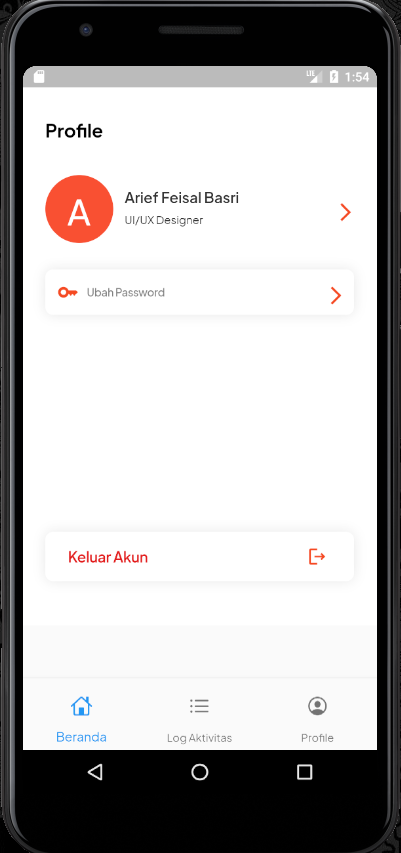 LTE
1:54
Profile
A
Arief Feisal Basri
UI/UX Designer
Ubah Password
Keluar Akun
Beranda
Log Aktivitas
Profile